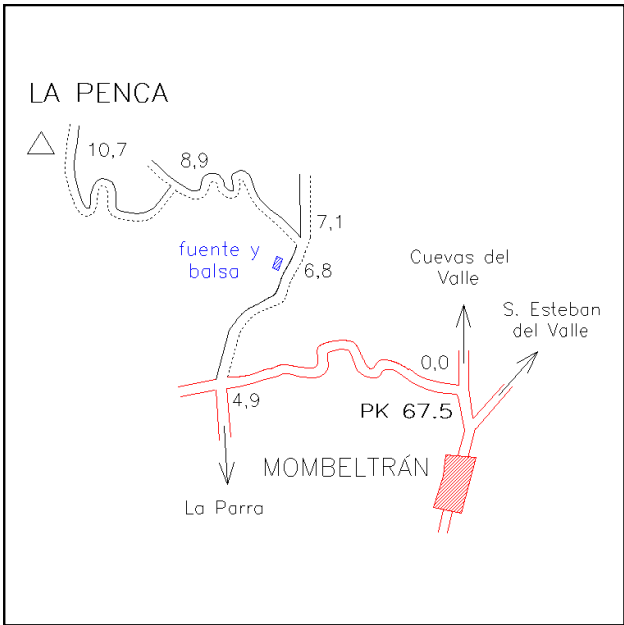 LA PENCA
10,7
8,9
7,1
fuente y
balsa
6,8
Cuevas del
Valle
S. Esteban
del Valle
0,0
4,9
PK 67.5
MOMBELTRÁN
La Parra